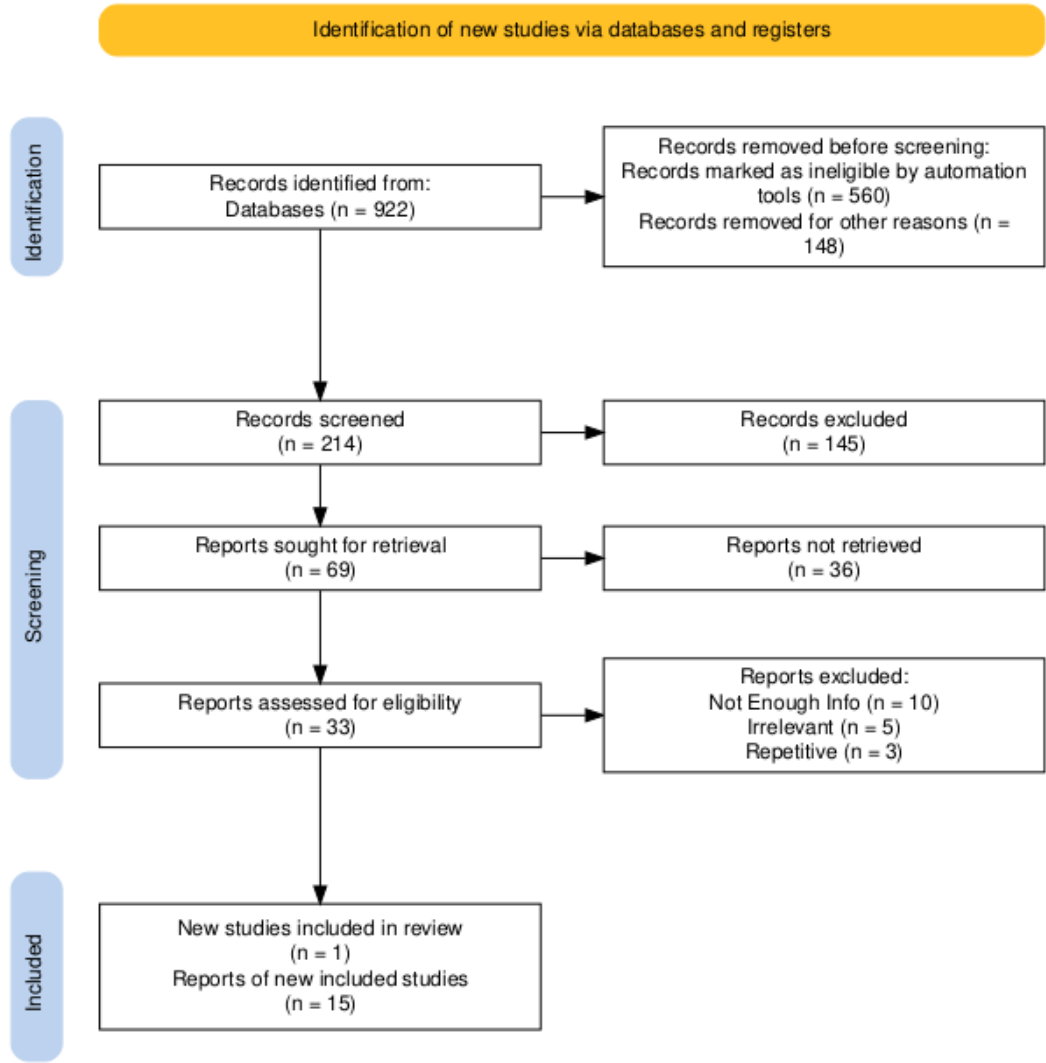 Identification of new studies via databases and registers
Identification
Records identified from:
Databases (n = 922)
Records removed before screening:
Records marked as ineligible by automation
tools (n = 560)
Records removed for other reasons (n =
148)
Screening
Records screened
(n = 214)
Records excluded
(n = 145)
Reports sought for retrieval
(n = 69)
Reports not retrieved
(n = 36)
Reports assessed for eligibility
(n = 33)
Reports excluded:
Not Enough Info (n = 10)
Irrelevant (n = 5)
Repetitive (n = 3)
Included
New studies included in review
(n = 1)
Reports of new included studies
(n = 15)